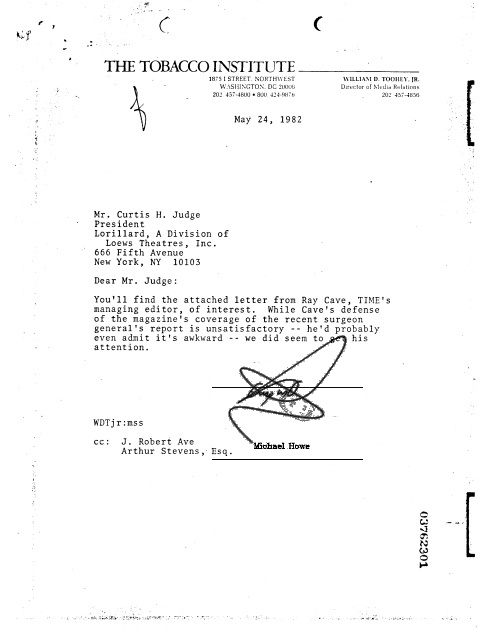 THE TOBACCO INSTITUTE
1875 I STREET, NORTHWEST
WASHINGTON, DC 20006
202 457-4800 • 800 424-9876
WILLIAM D. TOOHEY, JR.
Director of Media Relations
202 457-4856
May 24, 1982
Mr. Curtis H. Judge
President
Lorillard, A Division of
Loews Theatres, Inc.
666 Fifth Avenue
New York, NY 10103
Dear Mr. Judge:
You'll find the attached letter from Ray Cave, TIME's
managing editor, of interest. While Cave's defense
of the magazine's coverage of the recent surgeon
general's report is unsatisfactory -- he'd probably
even admit it's awkward -- we did seem to get his
attention.
WDTjr:mss
cc: J. Robert Ave
Arthur Stevens, Esq.
Michael Howe
03762301